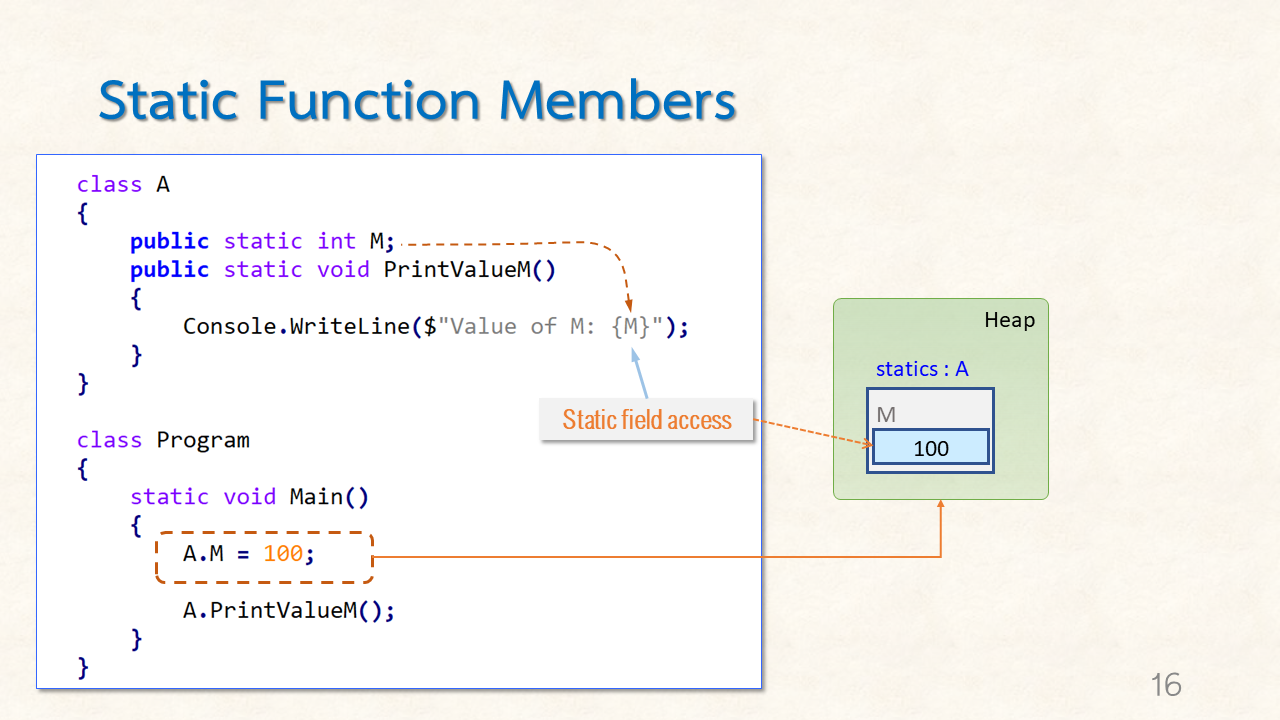 Static Function Members
class A
{
    public static int M;
    public static void PrintValueM()
    {
        Console.WriteLine($"Value of M: {M}");
    }
}
class Program
{
    static void Main()
    {
        A.M = 100;
        A.PrintValueM();
    }
}
Static field access
Heap
statics : A
M
100
16